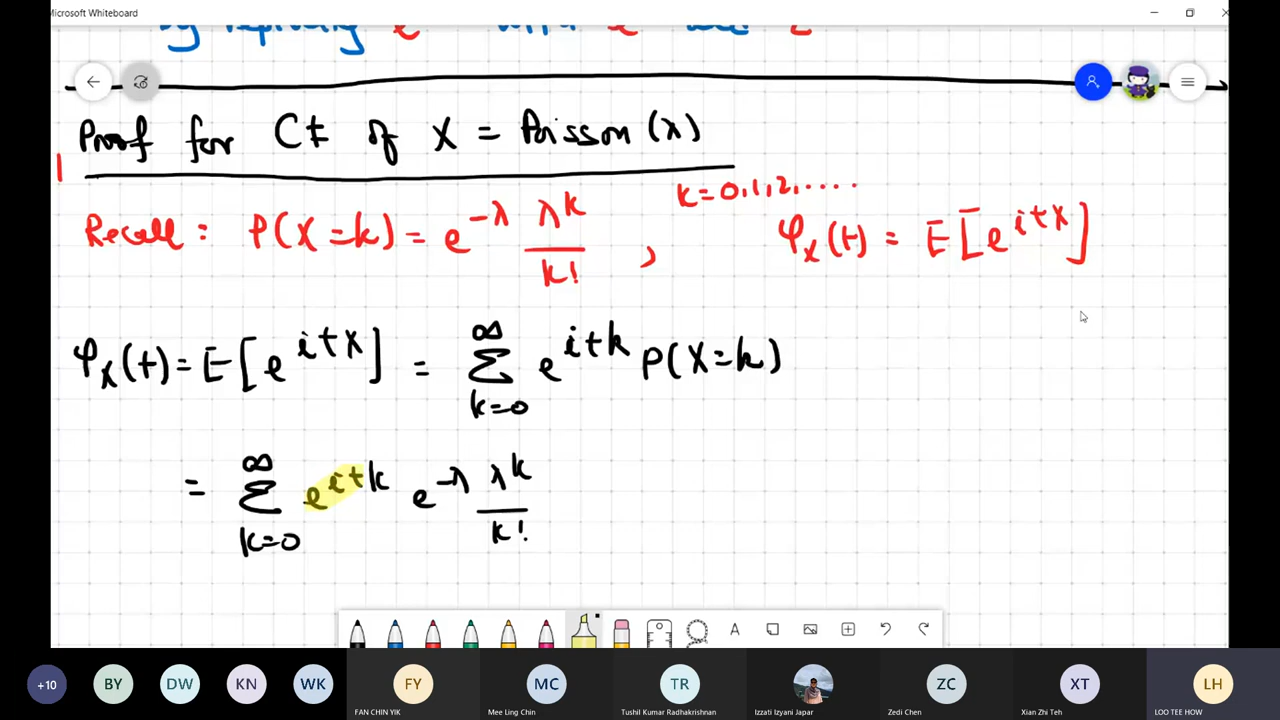 Microsoft Whiteboard
by replacing
Proof for CF of X = Poisson (λ)
k=0,1,2,....
Recall: P(X=k) = e^{-λ} λ^k / k! , φ_X(t) = E[e^{itX}]
φ_X(t) = E[e^{itX}] = ∑_{k=0}^{∞} e^{itk} P(X=k)
= ∑_{k=0}^{∞} e^{itk} e^{-λ} λ^k / k!
A
+10 BY DW KN WK FY MC TR ZC XT LH
FAN CHIN YIK Mee Ling Chin Tushil Kumar Radhakrishnan Izzati Izyani Japar Zedi Chen Xian Zhi Teh LOO TEE HOW